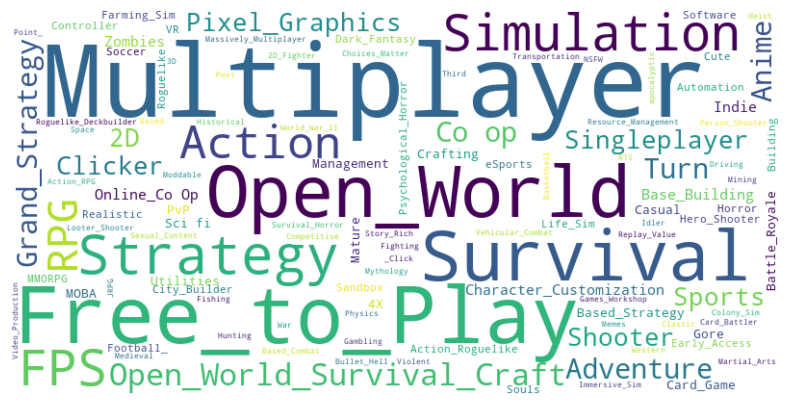 Point_
Farming_Sim
Controller
VR
Pixel_Graphics
Simulation
Software
Heist
Zombies
Massively_Multiplayer
Dark_Fantasy
Soccer
3D
2D_Fighter
Choices_Matter
Transportation
NSFW
Cute
Anime
Grand_Strategy
Multiplayer
Roguelike
Post
Third
apocalyptic
Automation
Roguelike_Deckbuilder
Based
Historical
Resource_Management
Indie
Space
World_War_II
Person_Shooter
2D
Action
Psychological_Horror
Co op
Singleplayer
Building
Clicker
Moddable
Management
Crafting
eSports
Basketball
Turn
RTS
Driving
Action_RPG
Mining
Online_Co Op
Open_World
Base_Building
RPG
Realistic
PvP
Casual
Horror
Looter_Shooter
Sci fi
Survival_Horror
Mature
Life_Sim
Idler
Hero_Shooter
Battle_Royale
Sexual_Content
Competitive
Story_Rich
Vehicular_Combat
Replay_Value
Strategy
Fighting
_Click
Survival
MMORPG
Utilities
Mythology
JRPG
City_Builder
Sandbox
Character_Customization
MOBA
Fishing
4X
Games_Workshop
Sports
Colony_Sim
Video_Production
Free_to_Play
Physics
Based_Strategy
War
Memes
Classic
Card_Battler
Hunting
Gambling
Shooter
Gore
Football_
Medieval
Based_Combat
Action_Roguelike
Early_Access
Western
FPS
Open_World_Survival_Craft
Bullet_Hell
Violent
Adventure
Martial_Arts
Souls
Immersive_Sim
Card_Game